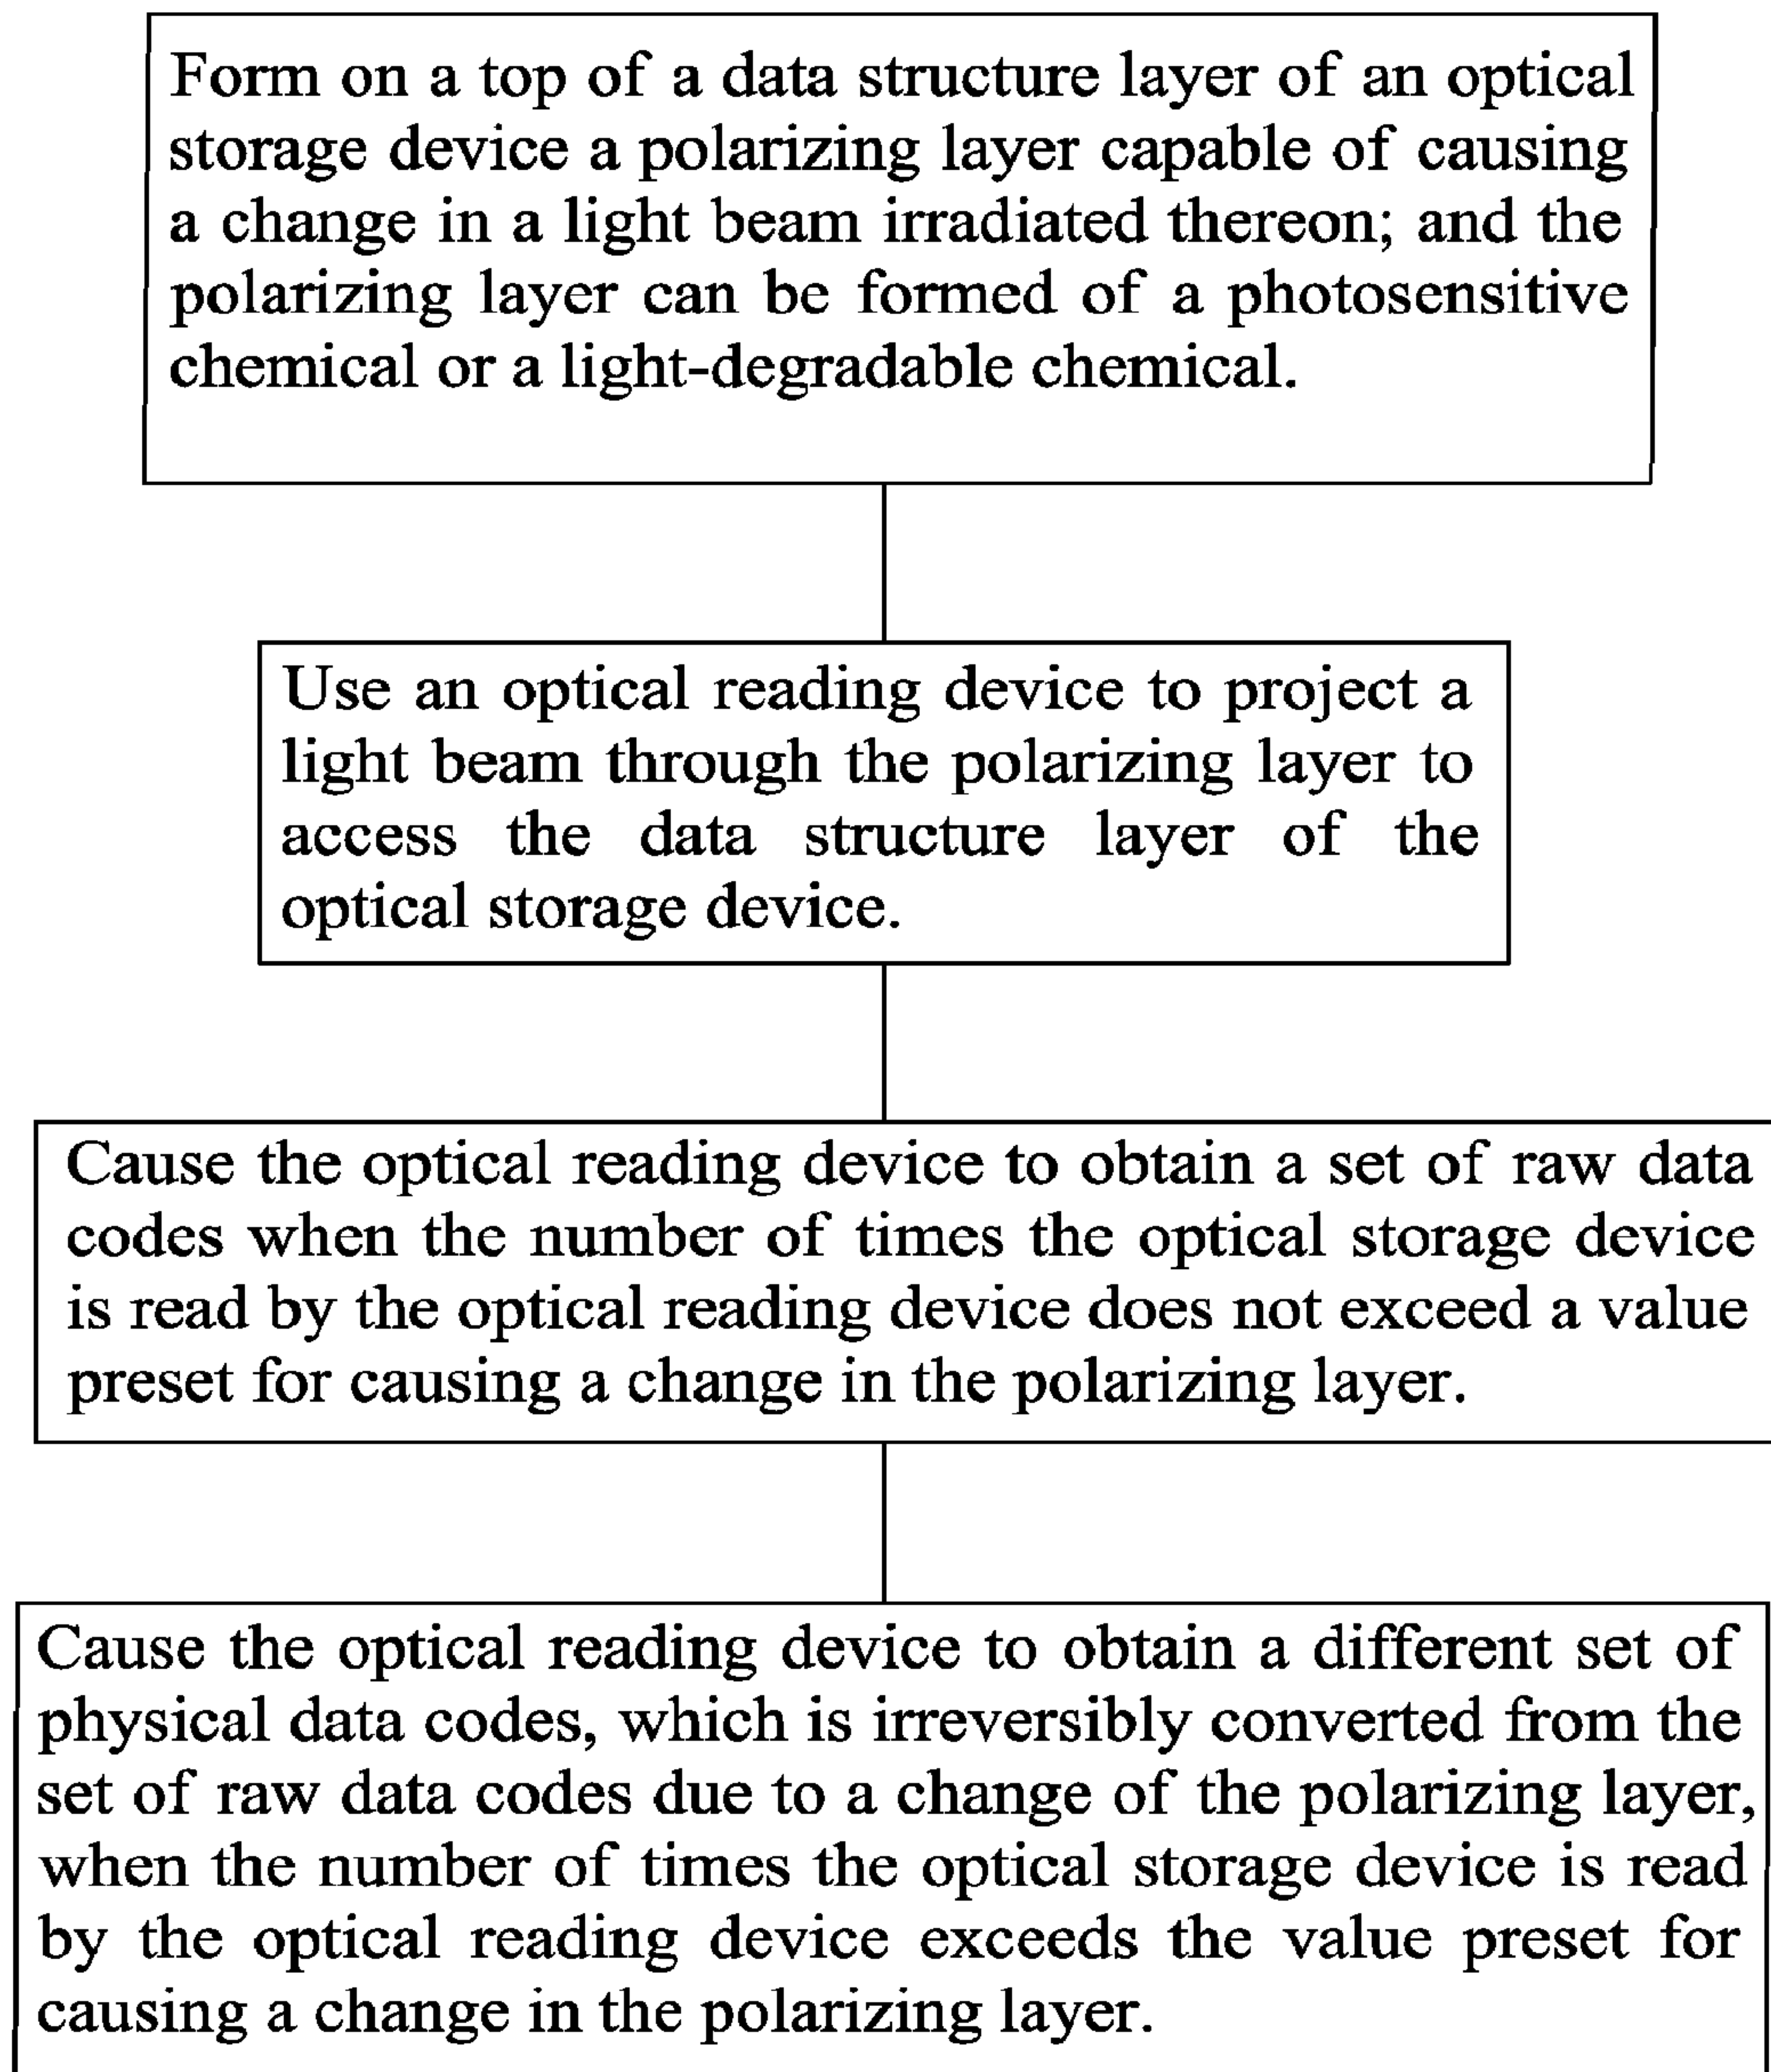 Form on a top of a data structure layer of an optical
storage device a polarizing layer capable of causing
a change in a light beam irradiated thereon; and the
polarizing layer can be formed of a photosensitive
chemical or a light-degradable chemical.
Use an optical reading device to project a
light beam through the polarizing layer to
access the data structure layer of the
optical storage device.
Cause the optical reading device to obtain a set of raw data
codes when the number of times the optical storage device
is read by the optical reading device does not exceed a value
preset for causing a change in the polarizing layer.
Cause the optical reading device to obtain a different set of
physical data codes, which is irreversibly converted from the
set of raw data codes due to a change of the polarizing layer,
when the number of times the optical storage device is read
by the optical reading device exceeds the value preset for
causing a change in the polarizing layer.